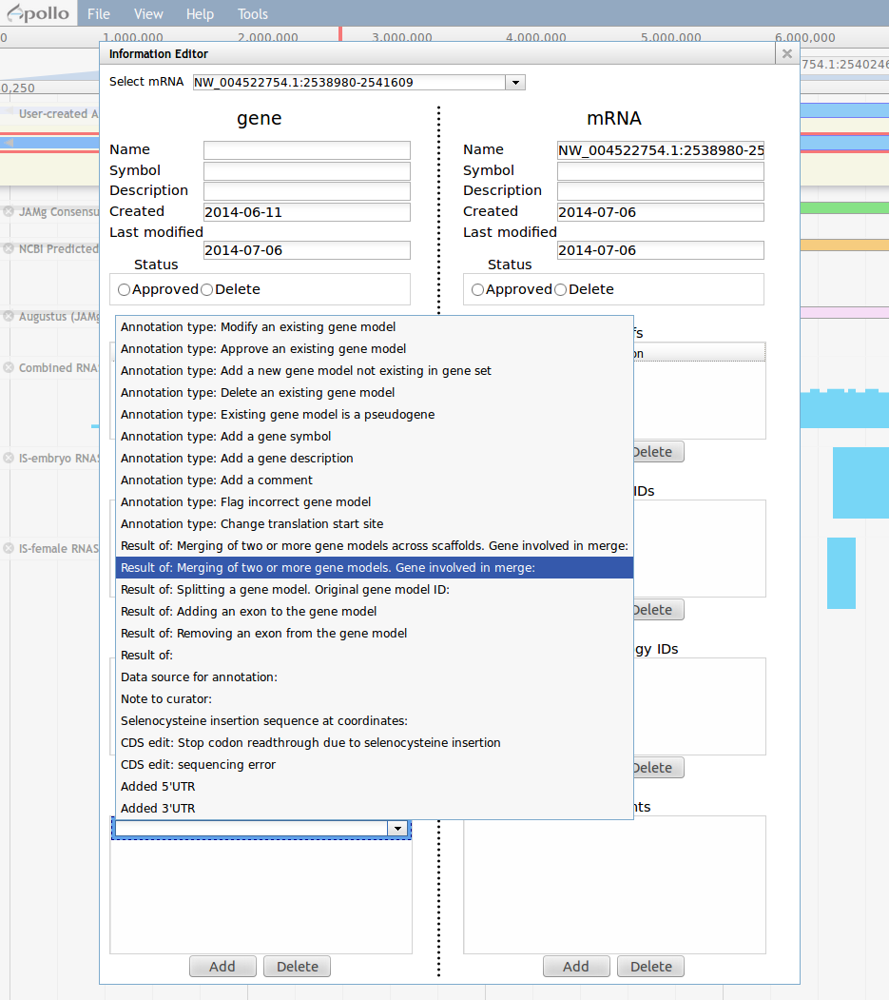 Apollo File View Help Tools
0 1,000,000 2,000,000 3,000,000 4,000,000 5,000,000 6,000,000
Information Editor
754.1:2540246
Select mRNA NW_004522754.1:2538980-2541609
0,250
User-created A
gene mRNA
Name Name NW_004522754.1:2538980-25
Symbol Symbol
Description Description
Created 2014-06-11 Created 2014-07-06
Last modified Last modified
2014-07-06 2014-07-06
Status Status
Approved Delete Approved Delete
JAMg Consensu
NCBI Predicted
Augustus (JAMg
Combined RNA
IS-embryo RNAS
IS-female RNAS
Annotation type: Modify an existing gene model
Annotation type: Approve an existing gene model
Annotation type: Add a new gene model not existing in gene set
Annotation type: Delete an existing gene model
Annotation type: Existing gene model is a pseudogene
Annotation type: Add a gene symbol
Annotation type: Add a gene description
Annotation type: Add a comment
Annotation type: Flag incorrect gene model
Annotation type: Change translation start site
Result of: Merging of two or more gene models across scaffolds. Gene involved in merge:
Result of: Merging of two or more gene models. Gene involved in merge:
Result of: Splitting a gene model. Original gene model ID:
Result of: Adding an exon to the gene model
Result of: Removing an exon from the gene model
Result of:
Data source for annotation:
Note to curator:
Selenocysteine insertion sequence at coordinates:
CDS edit: Stop codon readthrough due to selenocysteine insertion
CDS edit: sequencing error
Added 5'UTR
Added 3'UTR
fs
on
Delete
IDs
Delete
gy IDs
Delete
nts
Add Delete Add Delete